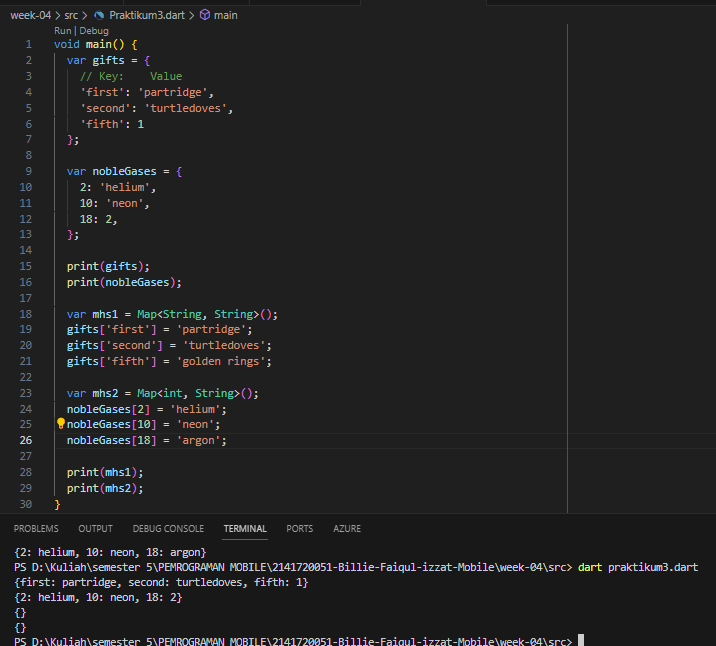 week-04 > src > Praktikum3.dart > main
Run | Debug
1 void main() {
2 var gifts = {
3 // Key:    Value
4 'first': 'partridge',
5 'second': 'turtledoves',
6 'fifth': 1
7 };
8
9 var nobleGases = {
10 2: 'helium',
11 10: 'neon',
12 18: 2,
13 };
14
15 print(gifts);
16 print(nobleGases);
17
18 var mhs1 = Map<String, String>();
19 gifts['first'] = 'partridge';
20 gifts['second'] = 'turtledoves';
21 gifts['fifth'] = 'golden rings';
22
23 var mhs2 = Map<int, String>();
24 nobleGases[2] = 'helium';
25 nobleGases[10] = 'neon';
26 nobleGases[18] = 'argon';
27
28 print(mhs1);
29 print(mhs2);
30 }
PROBLEMS OUTPUT DEBUG CONSOLE TERMINAL PORTS AZURE
{2: helium, 10: neon, 18: argon}
PS D:\Kuliah\semester 5\PEMROGRAMAN MOBILE\2141720051-Billie-Faiqul-izzat-Mobile\week-04\src> dart praktikum3.dart
{first: partridge, second: turtledoves, fifth: 1}
{2: helium, 10: neon, 18: 2}
{}
{}
PS D:\Kuliah\semester 5\PEMROGRAMAN MOBILE\2141720051-Billie-Faiqul-izzat-Mobile\week-04\src>